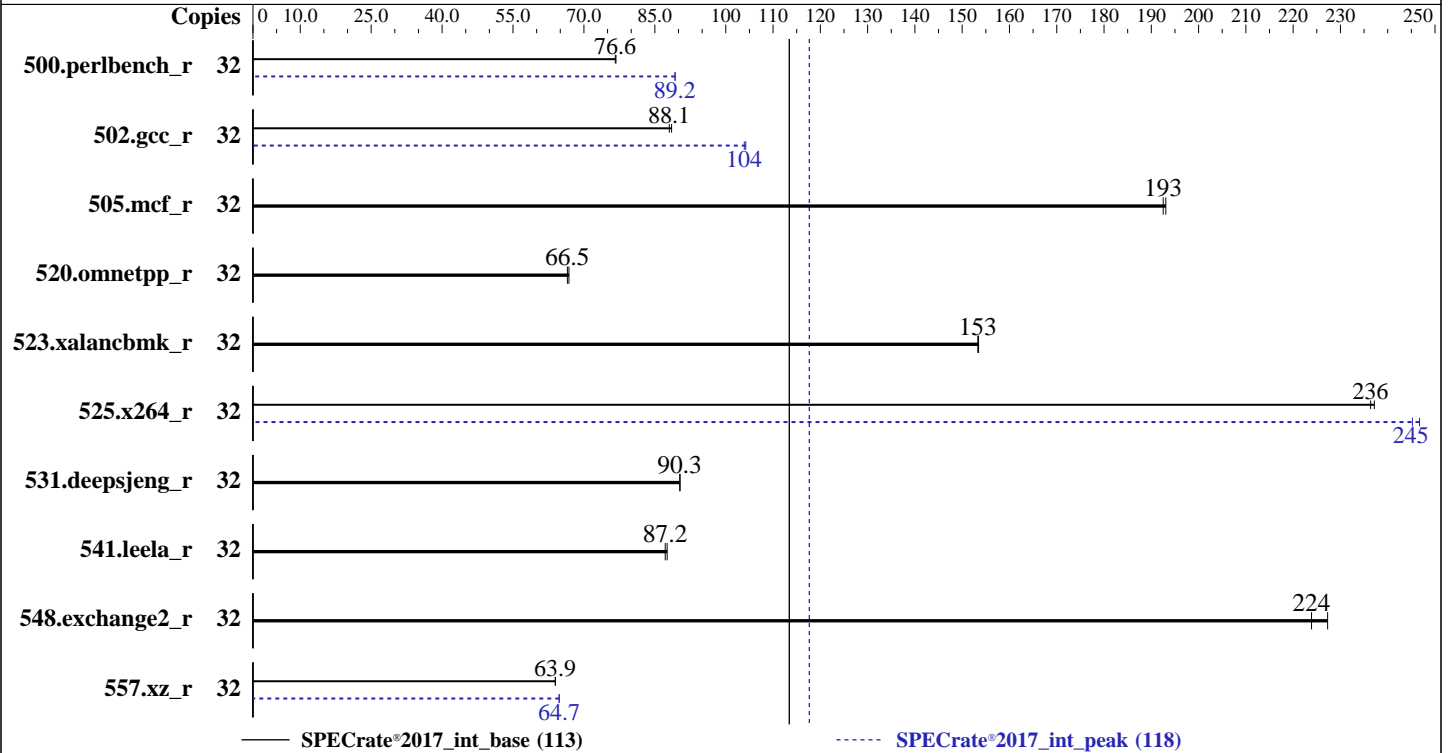 Copies 0 10.0 25.0 40.0 55.0 70.0 85.0 100 110 120 130 140 150 160 170 180 190 200 210 220 230 250
76.6
500.perlbench_r 32
89.2
88.1
502.gcc_r 32
104
193
505.mcf_r 32
66.5
520.omnetpp_r 32
153
523.xalancbmk_r 32
236
525.x264_r 32
245
90.3
531.deepsjeng_r 32
87.2
541.leela_r 32
224
548.exchange2_r 32
63.9
557.xz_r 32
64.7
SPECrate®2017_int_base (113) SPECrate®2017_int_peak (118)